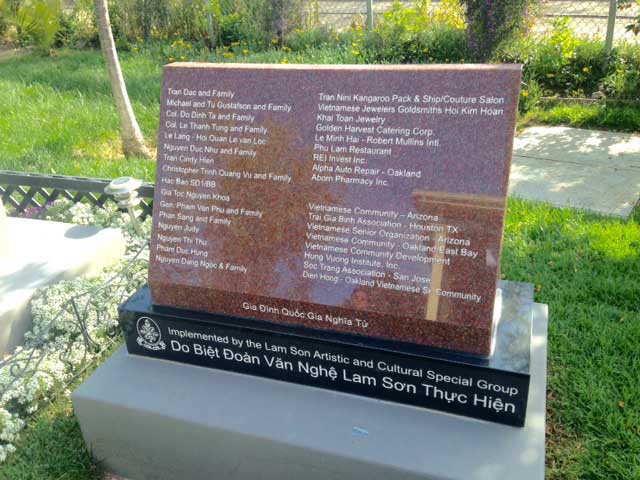 Tran Dac and Family
Michael and Tu Gustafson and Family
Col. Do Dinh Ta and Family
Col. Le Thanh Tung and Family
Le Lang - Hoi Quan Le van Loc
Nguyen Duc Nhu and Family
Tran Cindy Hien
Christopher Trinh Quang Vu and Family
Hac Bao SD1/BB
Gia Toc Nguyen Khoa
Gen. Pham Van Phu and Family
Phan Sang and Family
Nguyen Judy
Nguyen Thi Thu
Pham Duc Hung
Nguyen Dang Ngoc & Family
Tran Nini Kangaroo Pack & Ship/Couture Salon
Vietnamese Jewelers Goldsmiths Hoi Kim Hoan
Khai Toan Jewelry
Golden Harvest Catering Corp.
Le Minh Hai - Robert Mullins Intl.
Phu Lam Restaurant
REI Invest Inc.
Alpha Auto Repair - Oakland
Aborn Pharmacy Inc.
Vietnamese Community - Arizona
Trai Gia Binh Association - Houston TX
Vietnamese Senior Organization - Arizona
Vietnamese Community - Oakland East Bay
Vietnamese Community Development
Hung Vuong Institute, Inc.
Soc Trang Association - San Jose
Dien Hong - Oakland Vietnamese Sr. Community
Gia Đình Quốc Gia Nghĩa Tử
Implemented by the Lam Son Artistic and Cultural Special Group
Do Biệt Đoàn Văn Nghệ Lam Sơn Thực Hiện